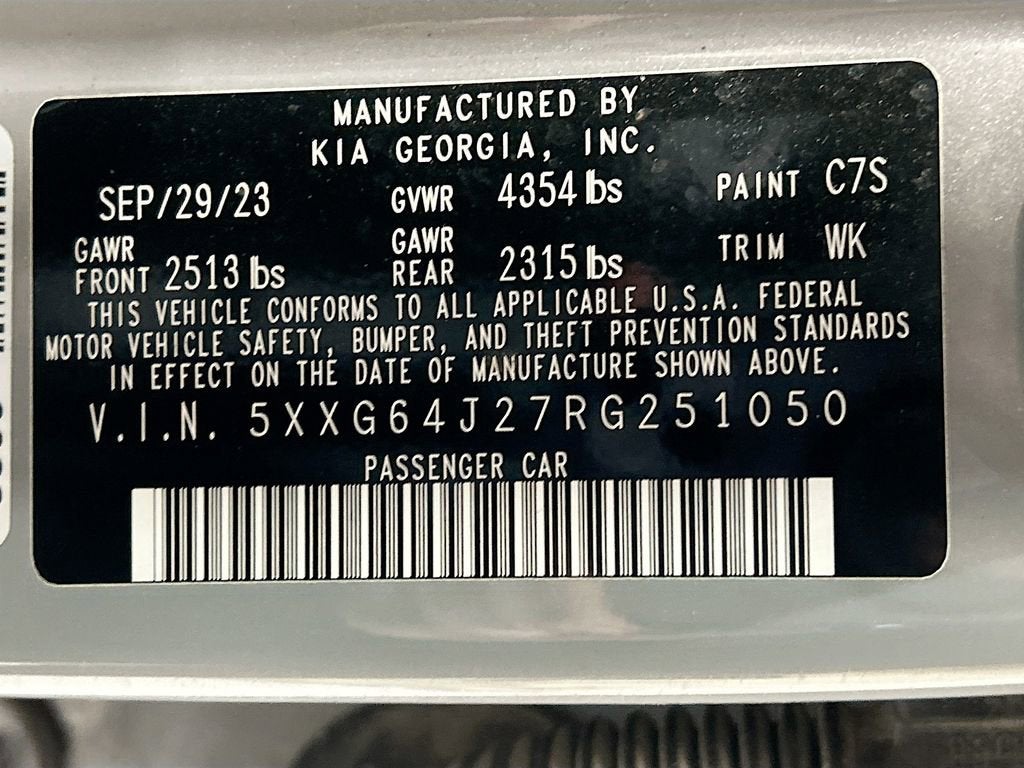 MANUFACTURED BY
KIA GEORGIA, INC.
SEP/29/23 GVWR 4354 lbs PAINT C7S
GAWR FRONT 2513 lbs GAWR REAR 2315 lbs TRIM WK
THIS VEHICLE CONFORMS TO ALL APPLICABLE U.S.A. FEDERAL
MOTOR VEHICLE SAFETY, BUMPER, AND THEFT PREVENTION STANDARDS
IN EFFECT ON THE DATE OF MANUFACTURE SHOWN ABOVE.
V.I.N. 5XXG64J27RG251050
PASSENGER CAR